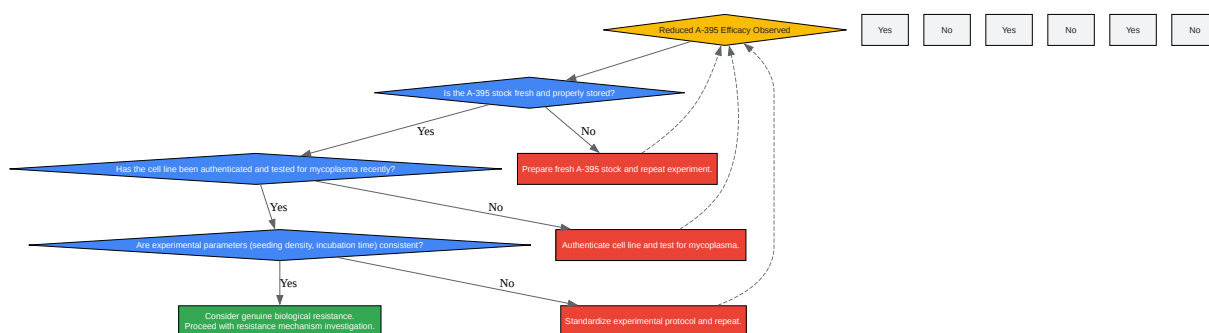 Reduced A-395 Efficacy Observed
Yes
No
Yes
No
Yes
No
Is the A-395 stock fresh and properly stored?
Yes
No
Has the cell line been authenticated and tested for mycoplasma recently?
Prepare fresh A-395 stock and repeat experiment.
Yes
No
Are experimental parameters (seeding density, incubation time) consistent?
Authenticate cell line and test for mycoplasma.
Yes
No
Consider genuine biological resistance.
Proceed with resistance mechanism investigation.
Standardize experimental protocol and repeat.